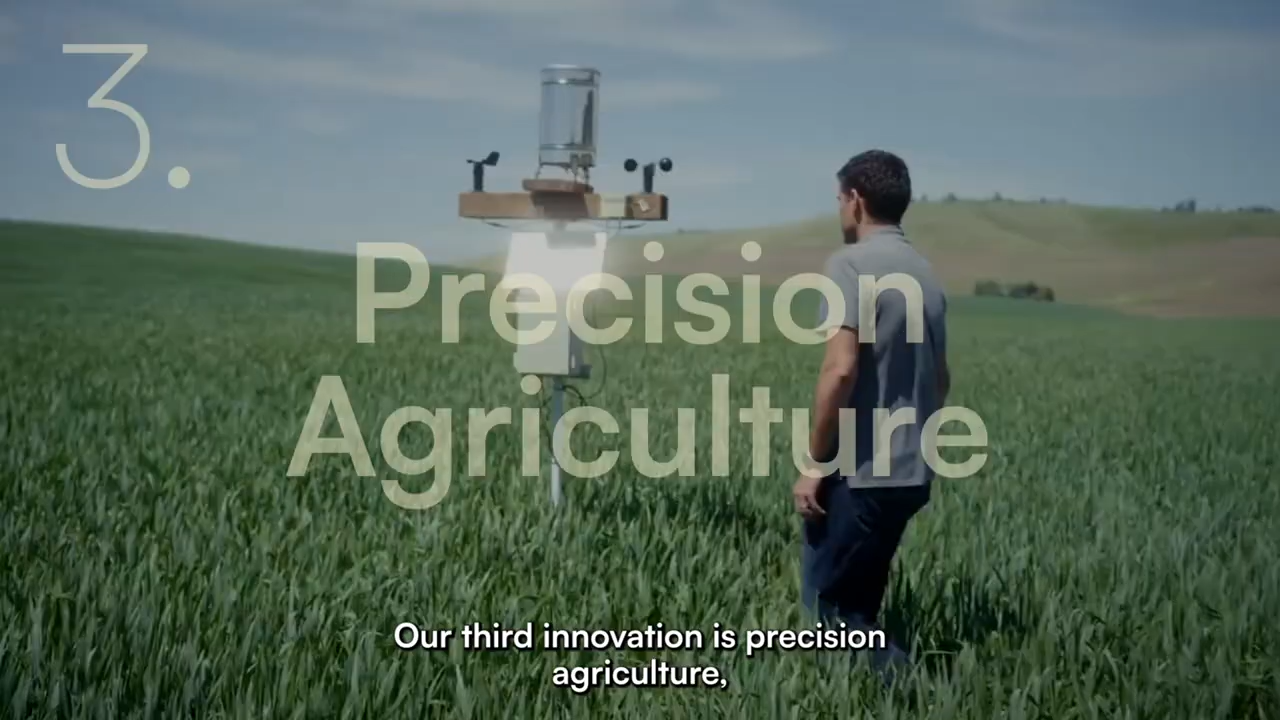 3.
Precision
Agriculture
Our third innovation is precision
agriculture,